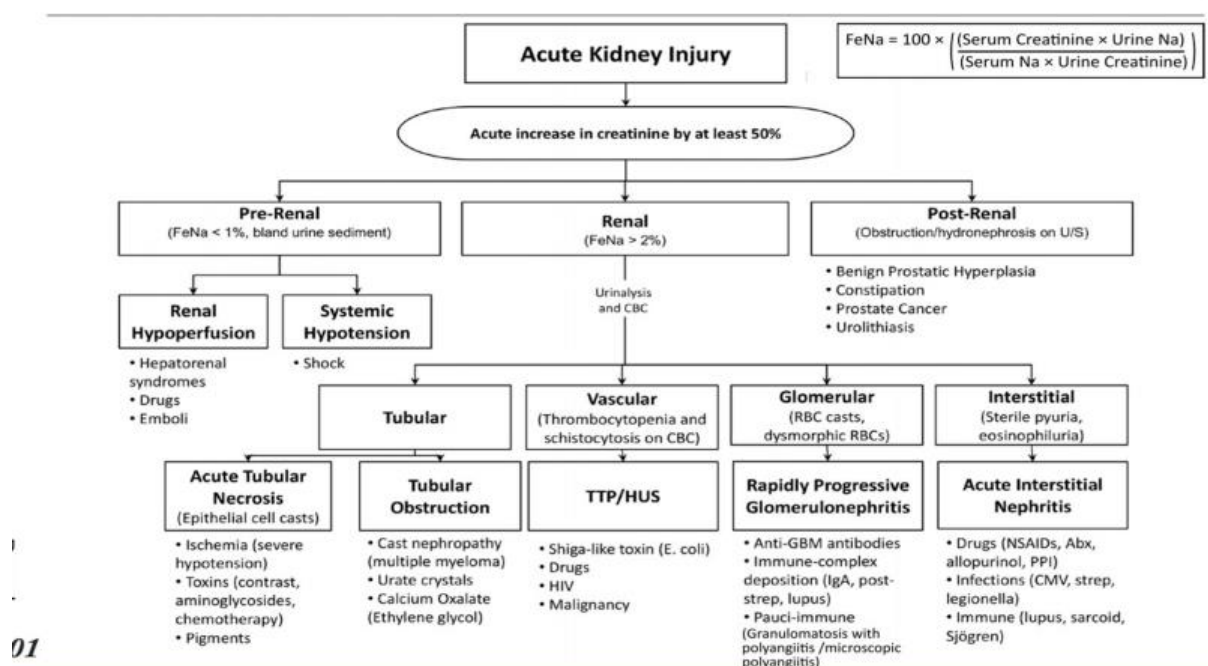 Acute Kidney Injury
FeNa = 100 × ( (Serum Creatinine × Urine Na)
(Serum Na × Urine Creatinine) )
Acute increase in creatinine by at least 50%
Pre-Renal
(FeNa < 1%, bland urine sediment)
Renal
(FeNa > 2%)
Post-Renal
(Obstruction/hydronephrosis on U/S)
• Benign Prostatic Hyperplasia
• Constipation
• Prostate Cancer
• Urolithiasis
Urinalysis
and CBC
Renal
Hypoperfusion
• Hepatorenal
syndromes
• Drugs
• Emboli
Systemic
Hypotension
• Shock
Tubular
Vascular
(Thrombocytopenia and
schistocytosis on CBC)
Glomerular
(RBC casts,
dysmorphic RBCs)
Interstitial
(Sterile pyuria,
eosinophiluria)
Acute Tubular
Necrosis
(Epithelial cell casts)
• Ischemia (severe
hypotension)
• Toxins (contrast,
aminoglycosides,
chemotherapy)
• Pigments
Tubular
Obstruction
• Cast nephropathy
(multiple myeloma)
• Urate crystals
• Calcium Oxalate
(Ethylene glycol)
TTP/HUS
• Shiga-like toxin (E. coli)
• Drugs
• HIV
• Malignancy
Rapidly Progressive
Glomerulonephritis
• Anti-GBM antibodies
• Immune-complex
deposition (IgA, post-
strep, lupus)
• Pauci-immune
(Granulomatosis with
polyangiitis /microscopic
polyangiitis)
Acute Interstitial
Nephritis
• Drugs (NSAIDs, Abx,
allopurinol, PPI)
• Infections (CMV, strep,
legionella)
• Immune (lupus, sarcoid,
Sjögren)
01